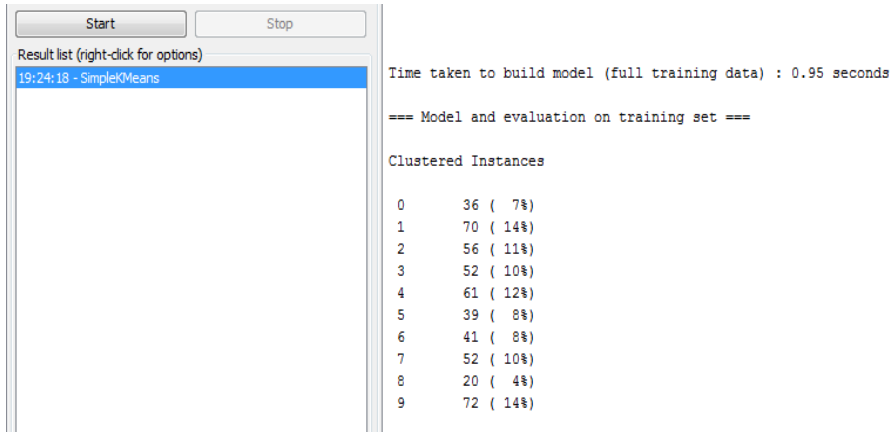 Start
Stop
Result list (right-click for options)
19:24:18 - SimpleKMeans
Time taken to build model (full training data) : 0.95 seconds
=== Model and evaluation on training set ===
Clustered Instances
0 36 ( 7%)
1 70 ( 14%)
2 56 ( 11%)
3 52 ( 10%)
4 61 ( 12%)
5 39 ( 8%)
6 41 ( 8%)
7 52 ( 10%)
8 20 ( 4%)
9 72 ( 14%)